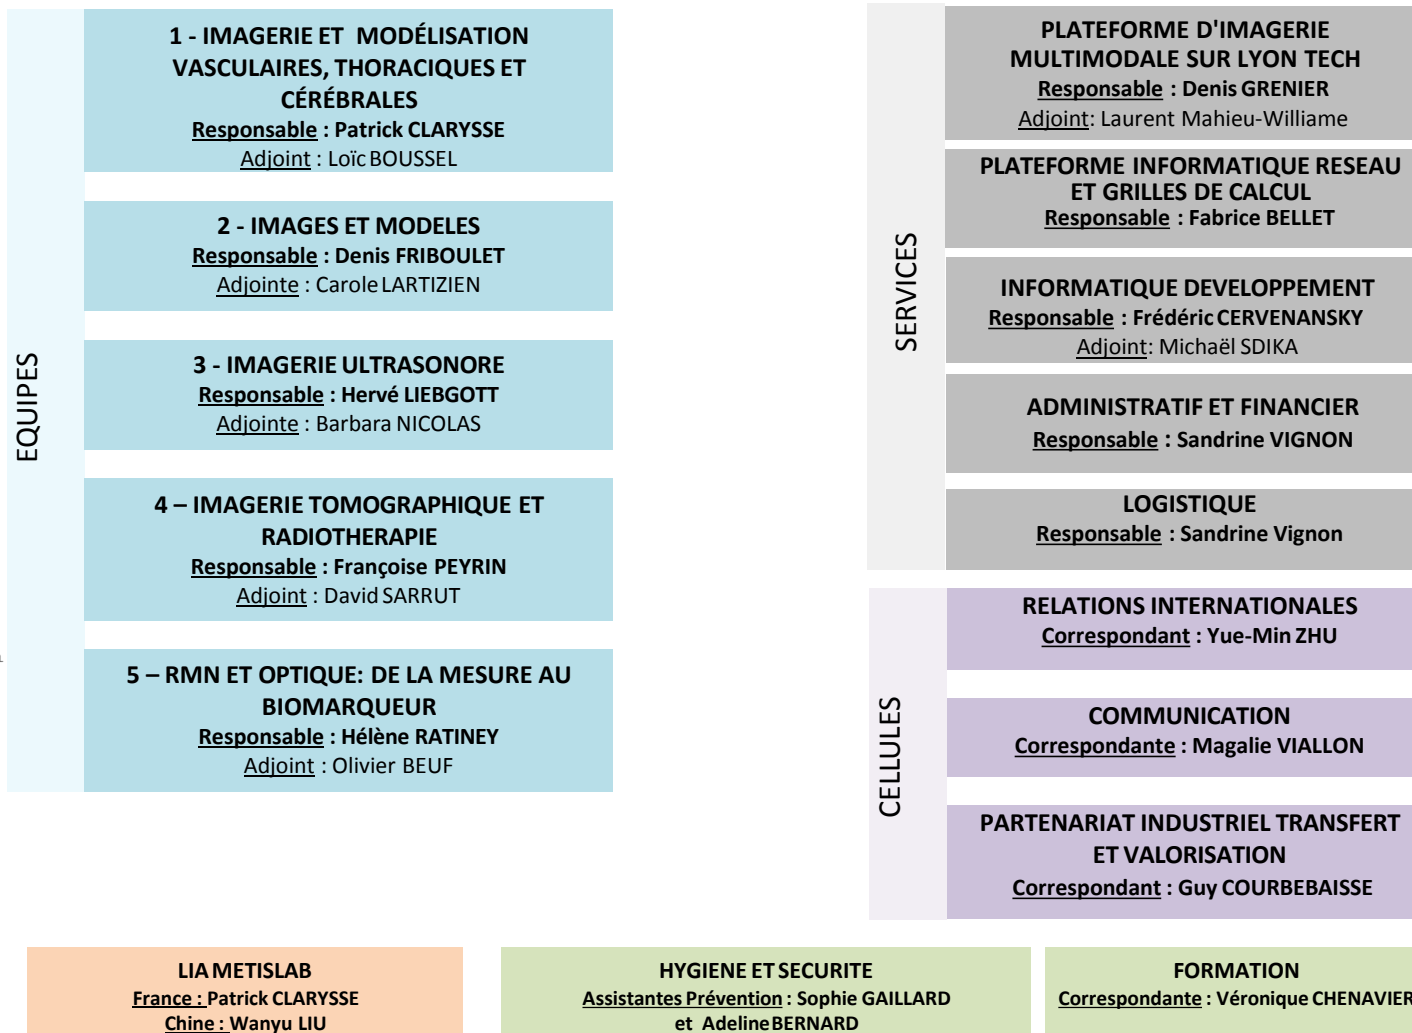 EQUIPES
1 - IMAGERIE ET MODÉLISATION
VASCULAIRES, THORACIQUES ET
CÉRÉBRALES
Responsable : Patrick CLARYSSE
Adjoint : Loïc BOUSSEL
2 - IMAGES ET MODELES
Responsable : Denis FRIBOULET
Adjointe : Carole LARTIZIEN
3 - IMAGERIE ULTRASONORE
Responsable : Hervé LIEBGOTT
Adjointe : Barbara NICOLAS
4 – IMAGERIE TOMOGRAPHIQUE ET
RADIOTHERAPIE
Responsable : Françoise PEYRIN
Adjoint : David SARRUT
5 – RMN ET OPTIQUE: DE LA MESURE AU
BIOMARQUEUR
Responsable : Hélène RATINEY
Adjoint : Olivier BEUF
SERVICES
PLATEFORME D'IMAGERIE
MULTIMODALE SUR LYON TECH
Responsable : Denis GRENIER
Adjoint: Laurent Mahieu-Williame
PLATEFORME INFORMATIQUE RESEAU
ET GRILLES DE CALCUL
Responsable : Fabrice BELLET
INFORMATIQUE DEVELOPPEMENT
Responsable : Frédéric CERVENANSKY
Adjoint: Michaël SDIKA
ADMINISTRATIF ET FINANCIER
Responsable : Sandrine VIGNON
LOGISTIQUE
Responsable : Sandrine Vignon
CELLULES
RELATIONS INTERNATIONALES
Correspondant : Yue-Min ZHU
COMMUNICATION
Correspondante : Magalie VIALLON
PARTENARIAT INDUSTRIEL TRANSFERT
ET VALORISATION
Correspondant : Guy COURBEBAISSE
LIA METISLAB
France : Patrick CLARYSSE
Chine : Wanyu LIU
HYGIENE ET SECURITE
Assistantes Prévention : Sophie GAILLARD
et Adeline BERNARD
FORMATION
Correspondante : Véronique CHENAVIER